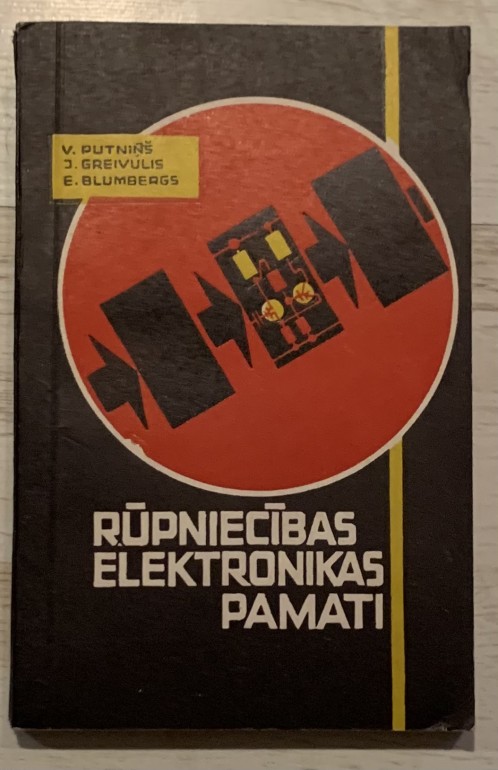 V. PUTNIŅŠ
J. GREIVULIS
E. BLUMBERGS
RŪPNIECĪBAS
ELEKTRONIKAS
PAMATI